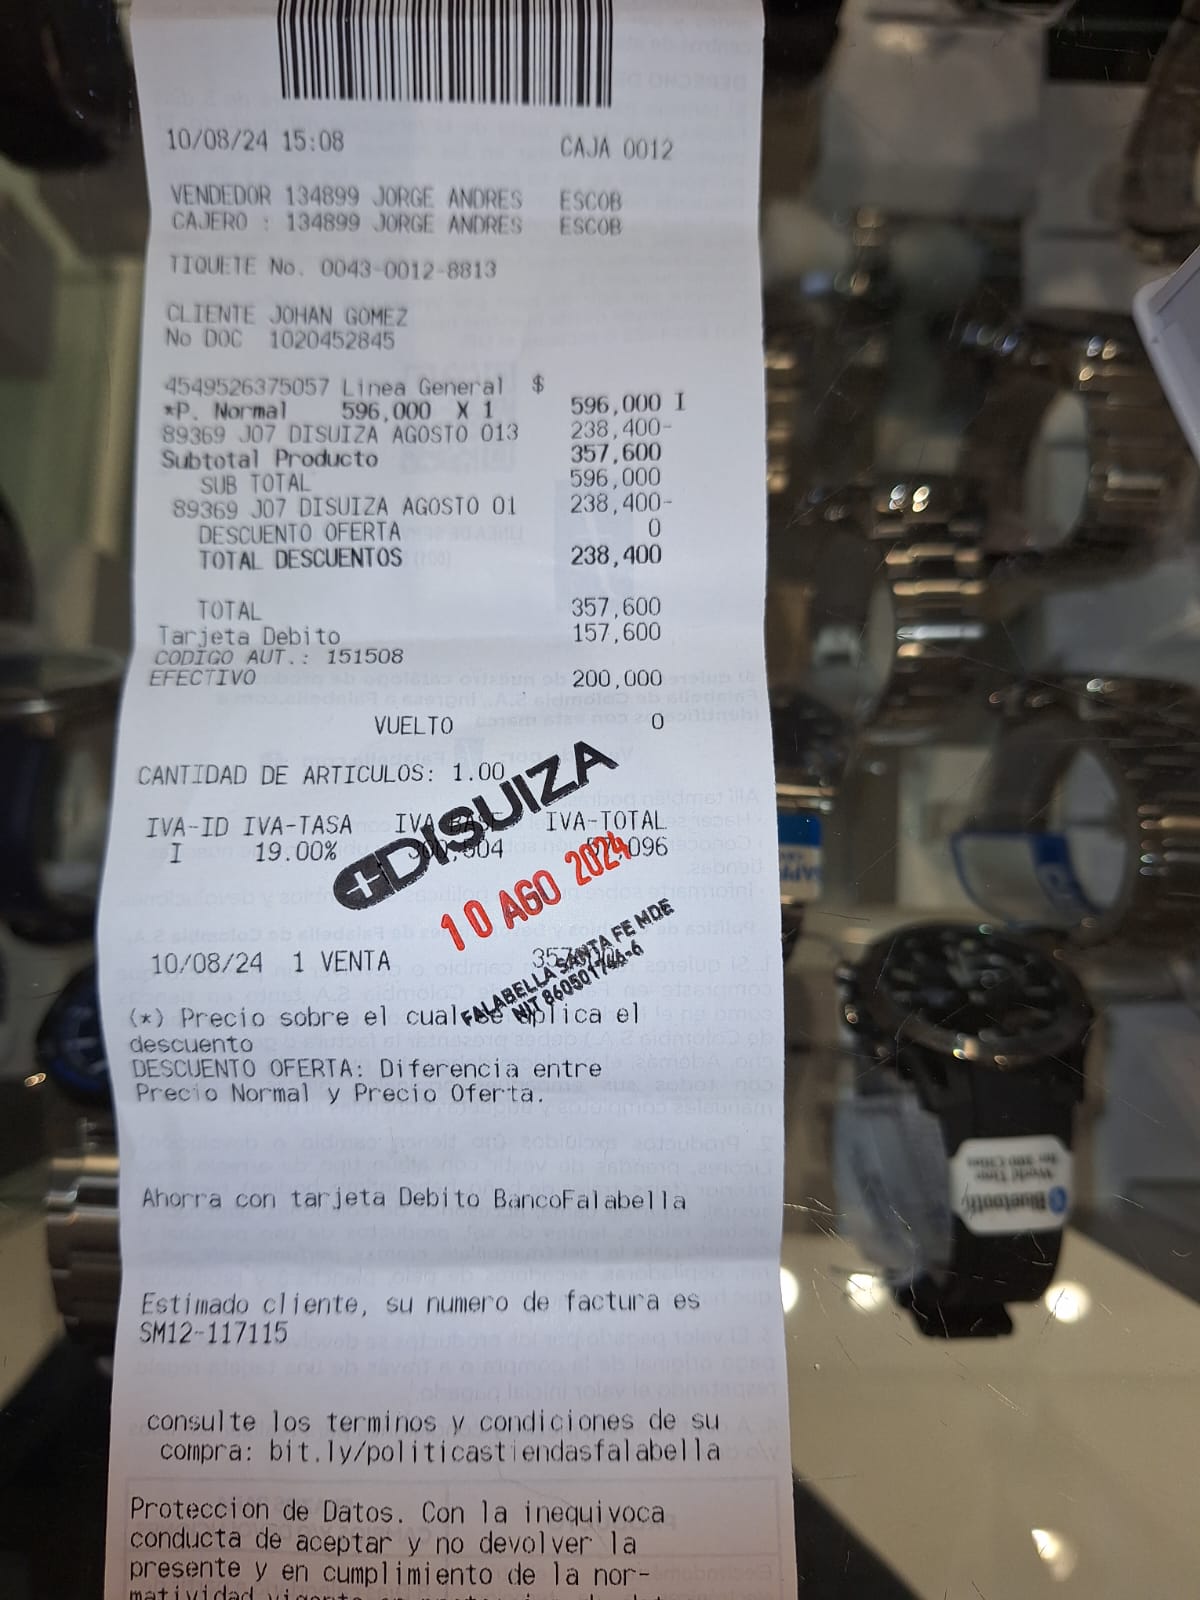 10/08/24 15:08 CAJA 0012
VENDEDOR 134899 JORGE ANDRES ESCOB
CAJERO : 134899 JORGE ANDRES ESCOB
TIQUETE No. 0043-0012-8813
CLIENTE JOHAN GOMEZ
No DOC 1020452845
4549526375057 Linea General $
*P. Normal 596,000 X 1 596,000 I
89369 J07 DISUIZA AGOSTO 013 238,400-
Subtotal Producto 357,600
SUB TOTAL 596,000
89369 J07 DISUIZA AGOSTO 01 238,400-
DESCUENTO OFERTA 0
TOTAL DESCUENTOS 238,400
TOTAL 357,600
Tarjeta Debito 157,600
CODIGO AUT.: 151508
EFECTIVO 200,000
VUELTO 0
CANTIDAD DE ARTICULOS: 1.00
IVA-ID IVA-TASA IVA IVA-TOTAL
I 19.00%
DISUIZA
10 AGO 2024
FALABELLA SANTA FE MDE
NIT
10/08/24 1 VENTA
(*) Precio sobre el cual se aplica el
descuento
DESCUENTO OFERTA: Diferencia entre
Precio Normal y Precio Oferta.
Ahorra con tarjeta Debito BancoFalabella
Estimado cliente, su numero de factura es
SM12-117115
consulte los terminos y condiciones de su
compra: bit.ly/politicastiendasfalabella
Proteccion de Datos. Con la inequivoca
conducta de aceptar y no devolver la
presente y en cumplimiento de la nor-
matividad vigente
Bluetooth
World Time